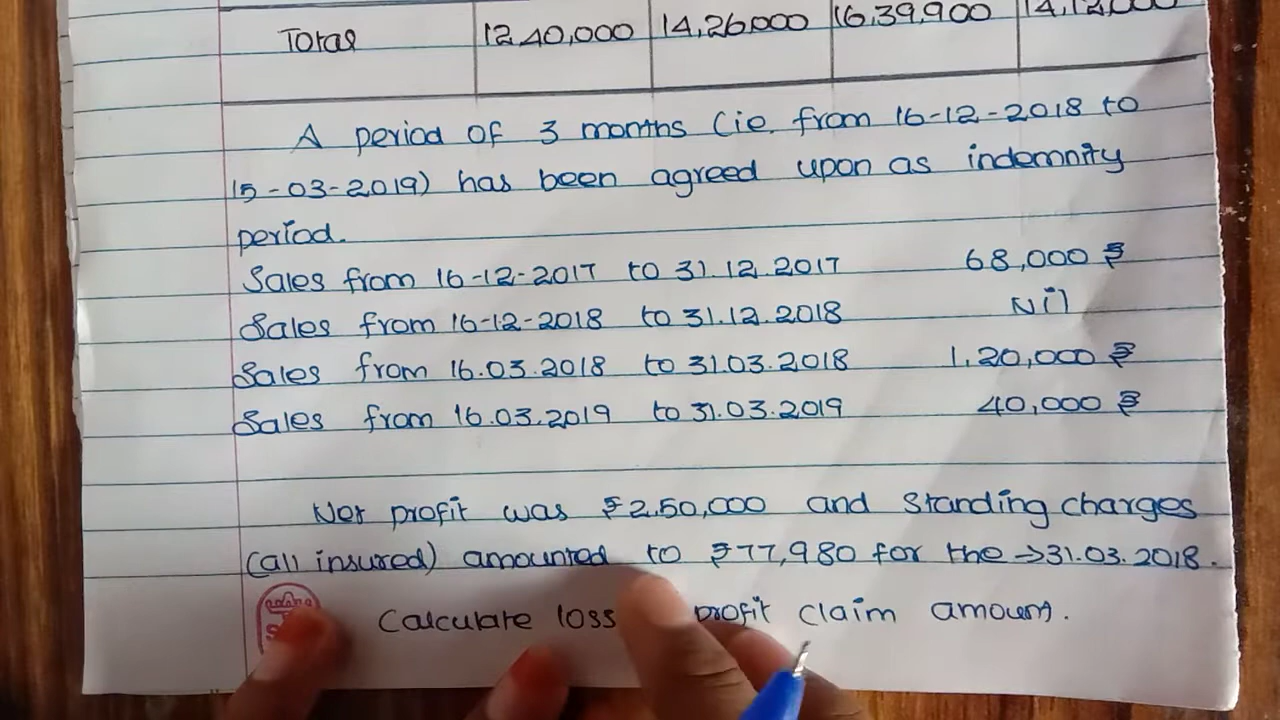 Total 12,40,000 14,26,000 16,39,900 14,12,000
A period of 3 months (ie. from 16-12-2018 to
15-03-2019) has been agreed upon as indemnity
period.
Sales from 16-12-2017 to 31.12.2017 68,000 ₹
Sales from 16-12-2018 to 31.12.2018 Nil
Sales from 16.03.2018 to 31.03.2018 1,20,000 ₹
Sales from 16.03.2019 to 31.03.2019 40,000 ₹
Net profit was ₹2,50,000 and standing charges
(all insured) amounted to ₹77,980 for the →31.03.2018.
Calculate loss profit claim amount.